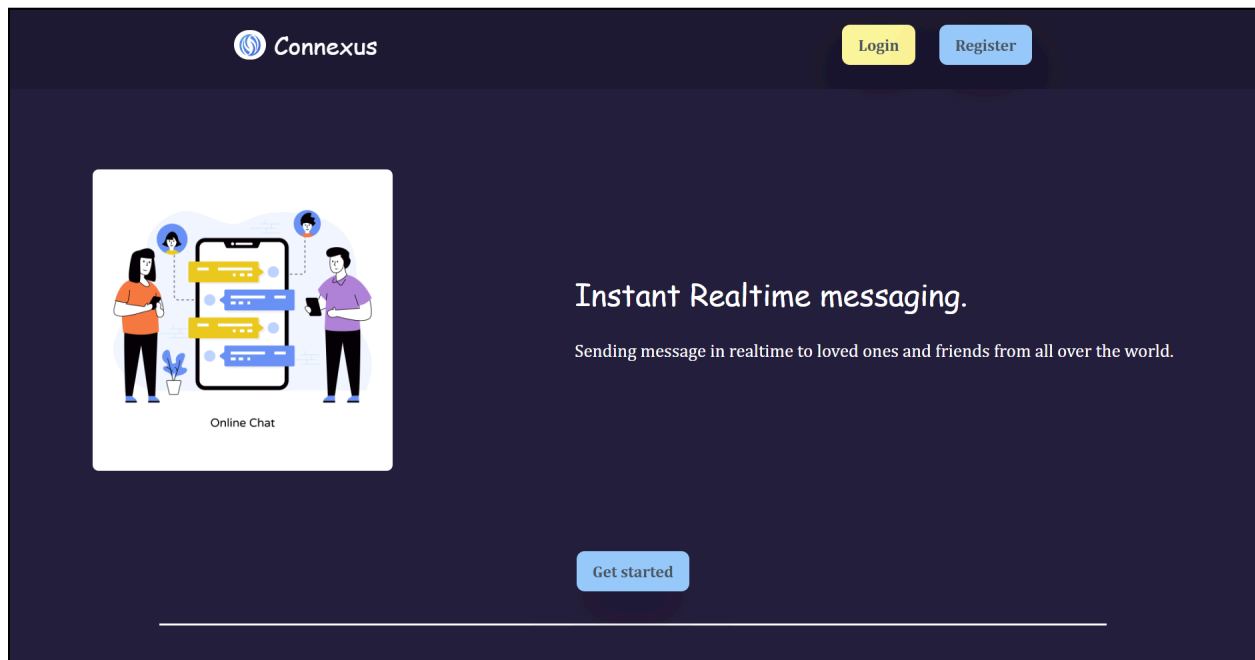 Connexus
Login
Register
Online Chat
Instant Realtime messaging.
Sending message in realtime to loved ones and friends from all over the world.
Get started